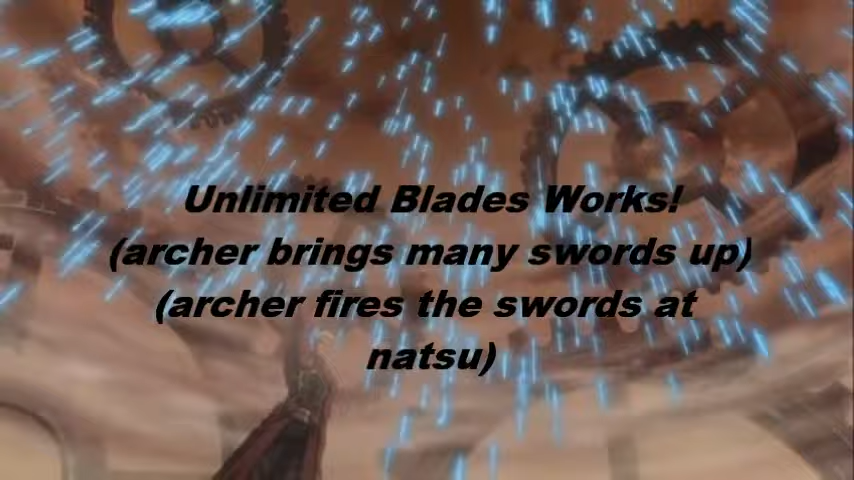 Unlimited Blades Works!
(archer brings many swords up)
(archer fires the swords at
natsu)